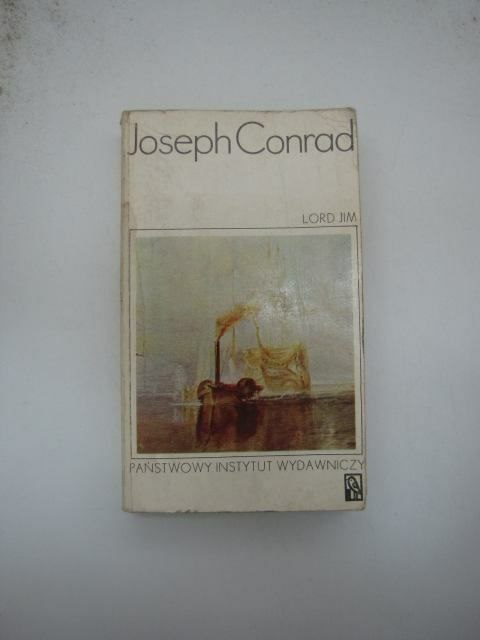 Joseph Conrad
LORD JIM
PAŃSTWOWY INSTYTUT WYDAWNICZY